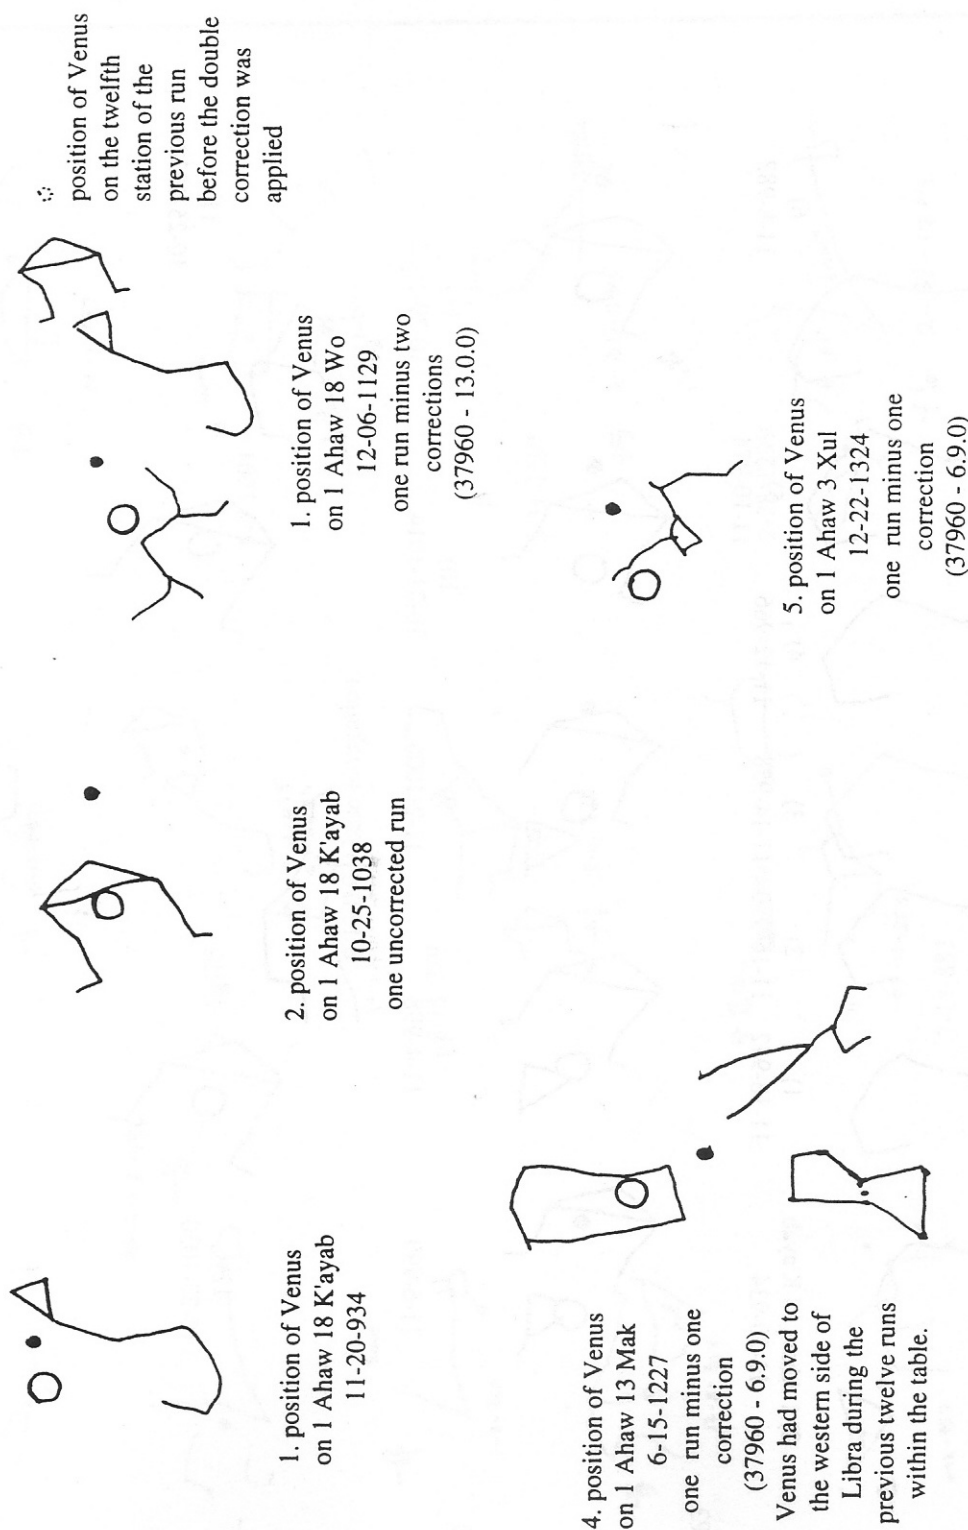 1. position of Venus
on 1 Ahaw 18 K'ayab
11-20-934
2. position of Venus
on 1 Ahaw 18 K'ayab
10-25-1038
one uncorrected run
1. position of Venus
on 1 Ahaw 18 Wo
12-06-1129
one run minus two
corrections
(37960 - 13.0.0)
position of Venus
on the twelfth
station of the
previous run
before the double
correction was
applied
4. position of Venus
on 1 Ahaw 13 Mak
6-15-1227
one run minus one
correction
(37960 - 6.9.0)
Venus had moved to
the western side of
Libra during the
previous twelve runs
within the table.
5. position of Venus
on 1 Ahaw 3 Xul
12-22-1324
one run minus one
correction
(37960 - 6.9.0)